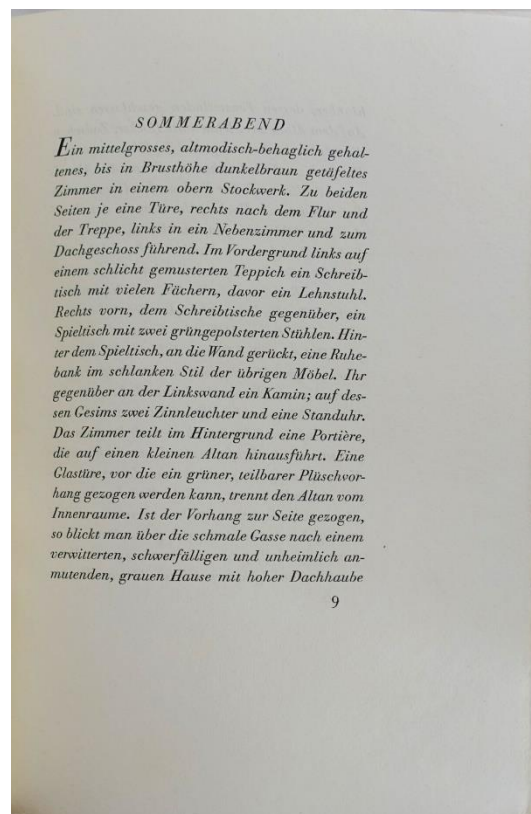 SOMMERABEND
Ein mittelgrosses, altmodisch-behaglich gehal-
tenes, bis in Brusthöhe dunkelbraun getäfeltes
Zimmer in einem obern Stockwerk. Zu beiden
Seiten je eine Türe, rechts nach dem Flur und
der Treppe, links in ein Nebenzimmer und zum
Dachgeschoss führend. Im Vordergrund links auf
einem schlicht gemusterten Teppich ein Schreib-
tisch mit vielen Fächern, davor ein Lehnstuhl.
Rechts vorn, dem Schreibtische gegenüber, ein
Spieltisch mit zwei grüngepolsterten Stühlen. Hin-
ter dem Spieltisch, an die Wand gerückt, eine Ruhe-
bank im schlanken Stil der übrigen Möbel. Ihr
gegenüber an der Linkswand ein Kamin; auf des-
sen Gesims zwei Zinnleuchter und eine Standuhr.
Das Zimmer teilt im Hintergrund eine Portière,
die auf einen kleinen Altan hinausführt. Eine
Glastüre, vor die ein grüner, teilbarer Plüschvor-
hang gezogen werden kann, trennt den Altan vom
Innenraume. Ist der Vorhang zur Seite gezogen,
so blickt man über die schmale Gasse nach einem
verwitterten, schwerfälligen und unheimlich an-
mutenden, grauen Hause mit hoher Dachhaube
9